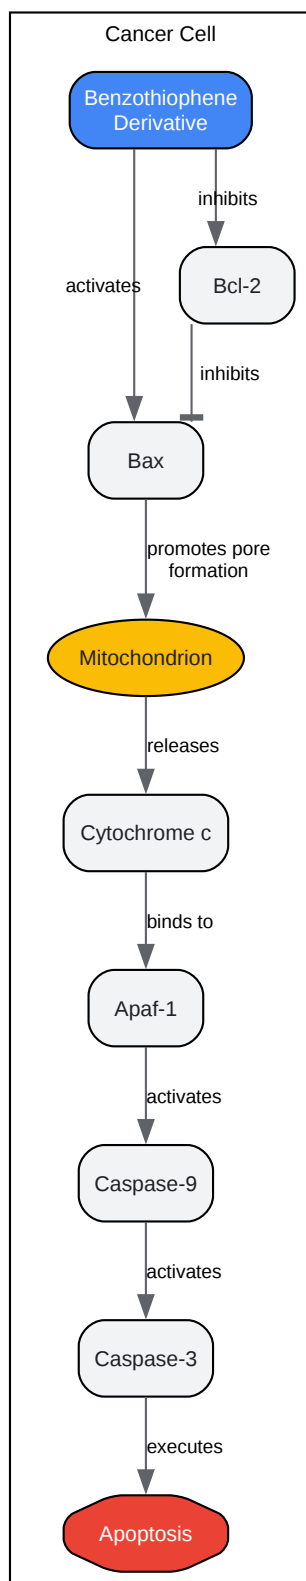 Cancer Cell
Benzothiophene
Derivative
inhibits
activates
Bcl-2
inhibits
Bax
promotes pore
formation
Mitochondrion
releases
Cytochrome c
binds to
Apaf-1
activates
Caspase-9
activates
Caspase-3
executes
Apoptosis